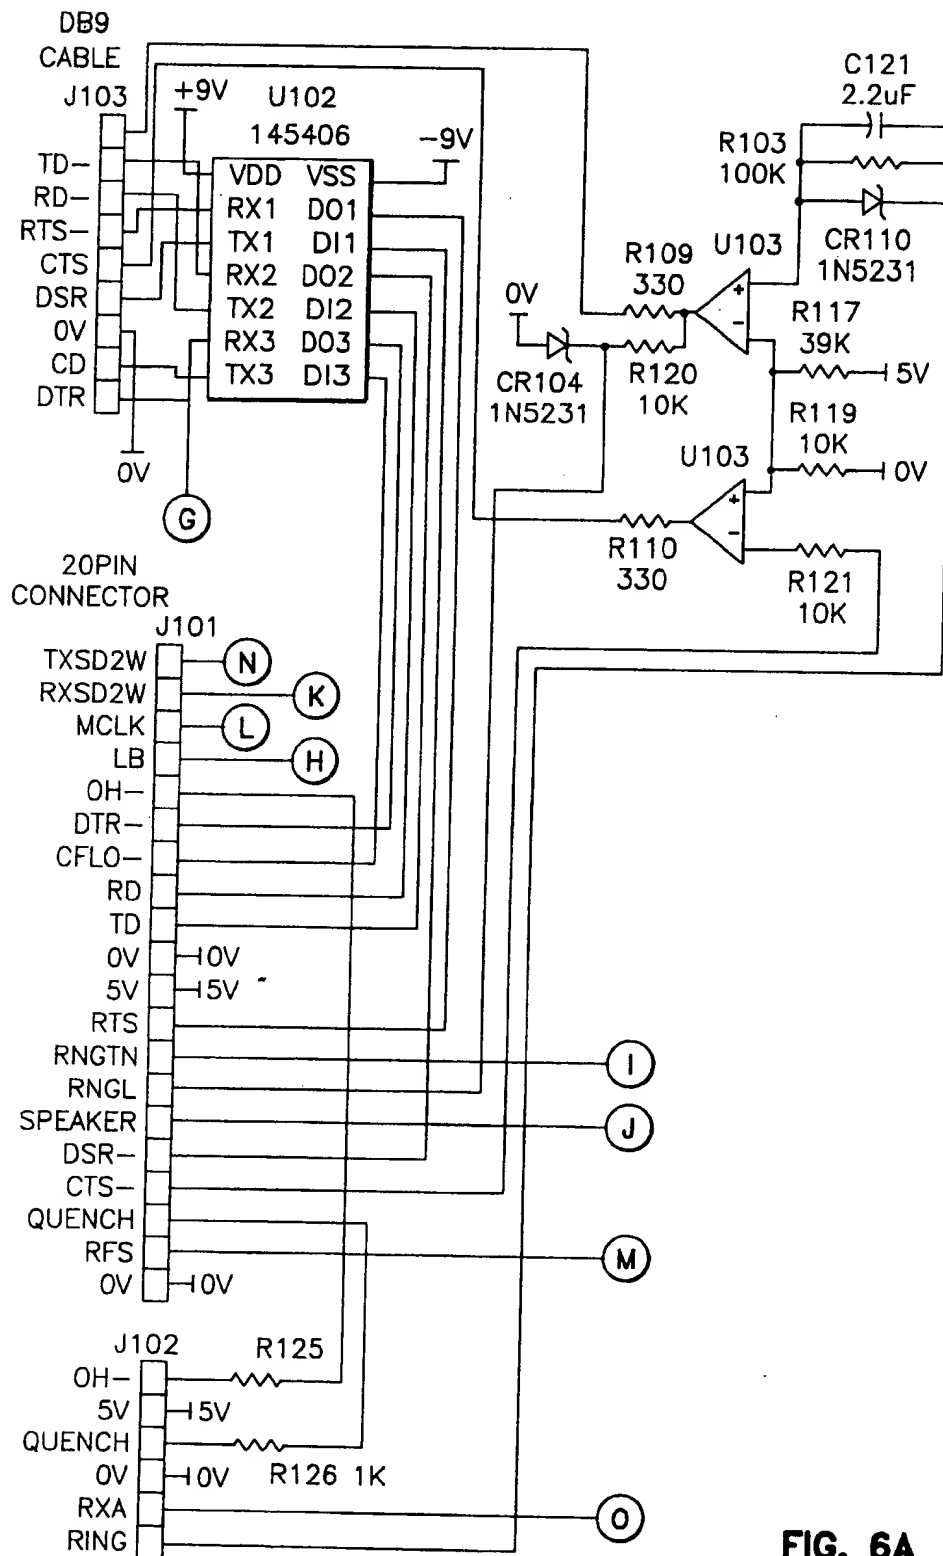 DB9
CABLE
J103
TD-
RD-
RTS-
CTS
DSR
0V
CD
DTR
0V
+9V
U102
145406
-9V
VDD VSS
RX1 DO1
TX1 DI1
RX2 DO2
TX2 DI2
RX3 DO3
TX3 DI3
G
C121
2.2uF
R103
100K
CR110
1N5231
U103
+
-
R109
330
0V
CR104
1N5231
R120
10K
R117
39K
5V
R119
10K
0V
U103
+
-
R110
330
R121
10K
20PIN
CONNECTOR
J101
TXSD2W N
RXSD2W K
MCLK L
LB H
OH-
DTR-
CFLO-
RD
TD
0V 0V
5V 5V
RTS
RNGTN I
RNGL
SPEAKER J
DSR-
CTS-
QUENCH
RFS M
0V 0V
J102
R125
OH-
5V 5V
QUENCH
R126 1K
0V 0V
RXA O
RING
FIG. 6A